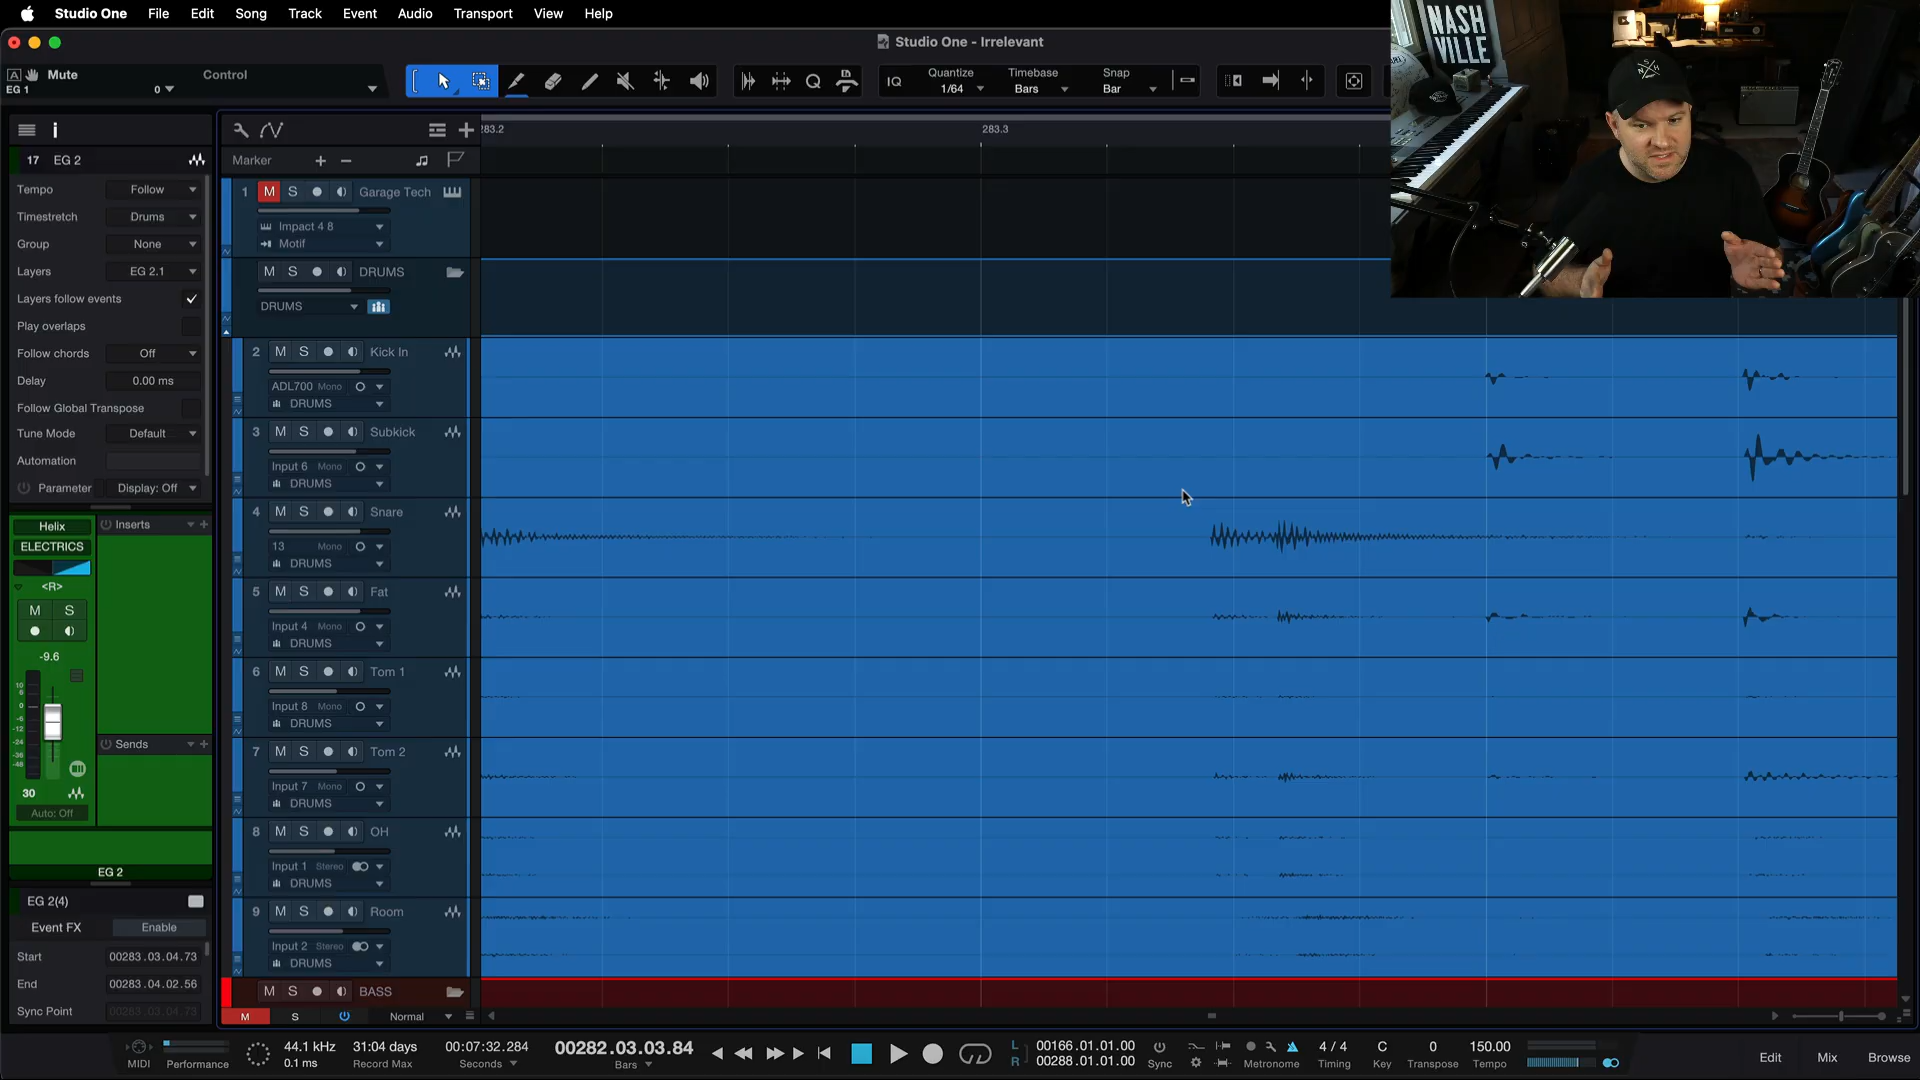 Studio One File Edit Song Track Event Audio Transport View Help
Studio One - Irrelevant
NASH
VILLE
A Mute Control
EG 1 0
IQ Quantize Timebase Snap
1/64 Bars Bar
283.2 283.3
17 EG 2
Marker
Tempo Follow
Timestretch Drums
Group None
Layers EG 2.1
Layers follow events
Play overlaps
Follow chords Off
Delay 0.00 ms
Follow Global Transpose
Tune Mode Default
Automation
Parameter Display: Off
Helix Inserts
ELECTRICS
<R>
M S
-9.6
10
6
0
-6
-12
-24
-36
-48
Sends
30
Auto: Off
EG 2
EG 2(4)
Event FX Enable
Start 00283.03.04.73
End 00283.04.02.56
Sync Point 00283.03.04.73
1 M S Garage Tech
Impact 4 8
Motif
M S DRUMS
DRUMS
2 M S Kick In
ADL700 Mono
DRUMS
3 M S Subkick
Input 6 Mono
DRUMS
4 M S Snare
13 Mono
DRUMS
5 M S Fat
Input 4 Mono
DRUMS
6 M S Tom 1
Input 8 Mono
DRUMS
7 M S Tom 2
Input 7 Mono
DRUMS
8 M S OH
Input 1 Stereo
DRUMS
9 M S Room
Input 2 Stereo
DRUMS
M S BASS
M S Normal
MIDI Performance
44.1 kHz
0.1 ms
31:04 days
Record Max
00:07:32.284
Seconds
00282.03.03.84
Bars
L 00166.01.01.00
R 00288.01.01.00
Sync
Metronome
4 / 4
Timing
C
Key
0
Transpose
150.00
Tempo
Edit Mix Browse